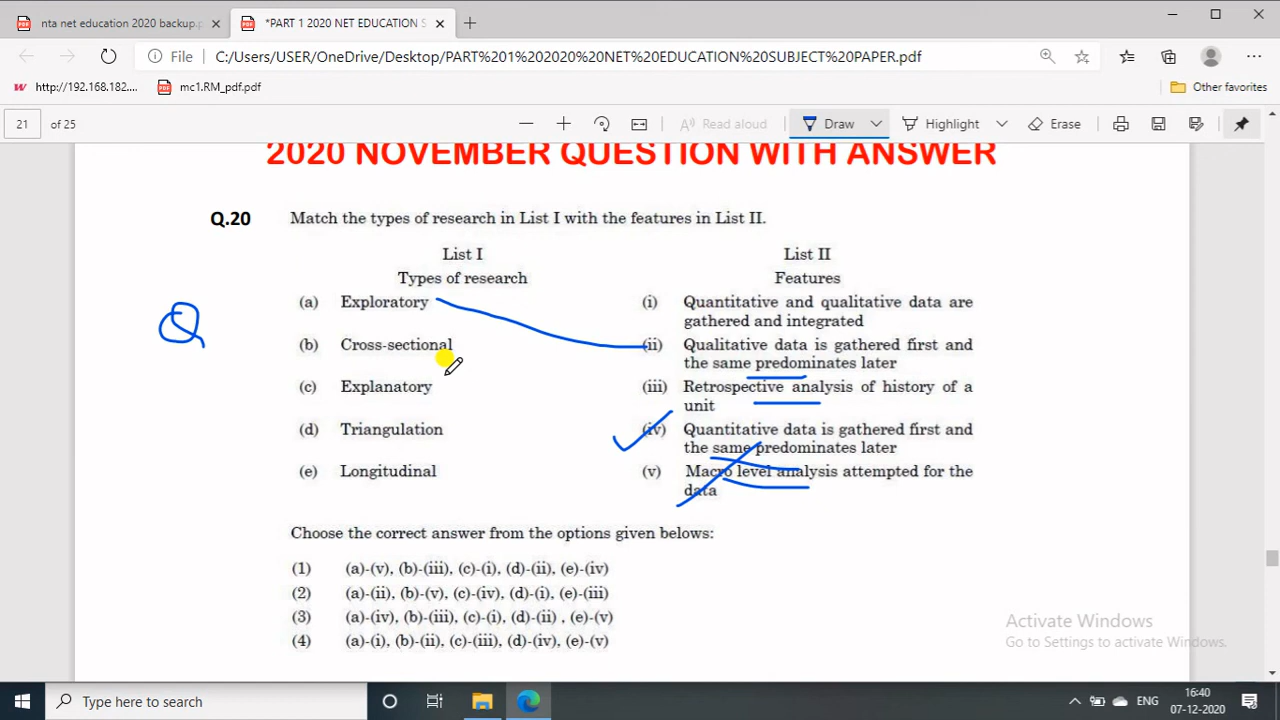 nta net education 2020 backup.p
*PART 1 2020 NET EDUCATION S
File C:/Users/USER/OneDrive/Desktop/PART%201%202020%20NET%20EDUCATION%20SUBJECT%20PAPER.pdf
http://192.168.182.... mc1.RM_pdf.pdf Other favorites
21 of 25 Read aloud Draw Highlight Erase
2020 NOVEMBER QUESTION WITH ANSWER
Q.20 Match the types of research in List I with the features in List II.
List I List II
Types of research Features
(a) Exploratory (i) Quantitative and qualitative data are
gathered and integrated
(b) Cross-sectional (ii) Qualitative data is gathered first and
the same predominates later
(c) Explanatory (iii) Retrospective analysis of history of a
unit
(d) Triangulation (iv) Quantitative data is gathered first and
the same predominates later
(e) Longitudinal (v) Macro level analysis attempted for the
data
Q
Choose the correct answer from the options given belows:
(1) (a)-(v), (b)-(iii), (c)-(i), (d)-(ii), (e)-(iv)
(2) (a)-(ii), (b)-(v), (c)-(iv), (d)-(i), (e)-(iii)
(3) (a)-(iv), (b)-(iii), (c)-(i), (d)-(ii) , (e)-(v)
(4) (a)-(i), (b)-(ii), (c)-(iii), (d)-(iv), (e)-(v)
Activate Windows
Go to Settings to activate Windows.
Type here to search
ENG
16:40
07-12-2020